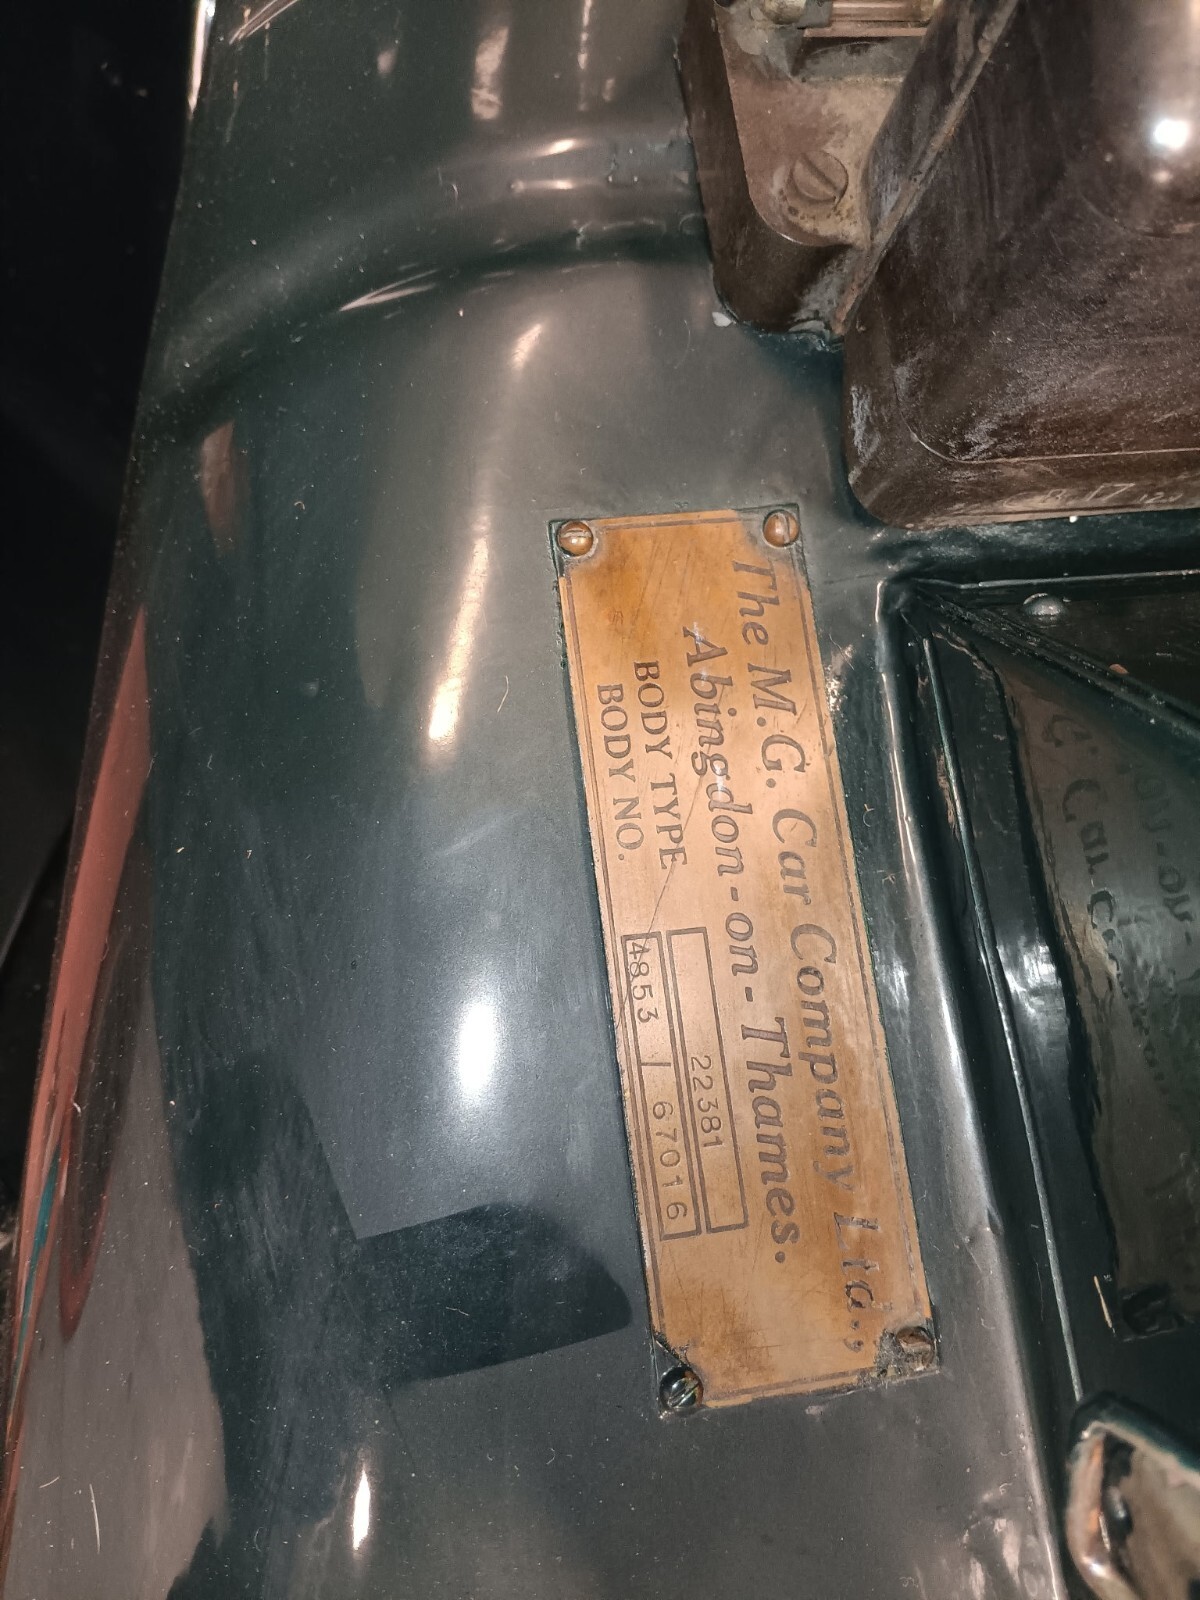 The M.G. Car Company Ltd.,
Abingdon-on-Thames.
BODY TYPE 22381
BODY NO. 4853 / 67016